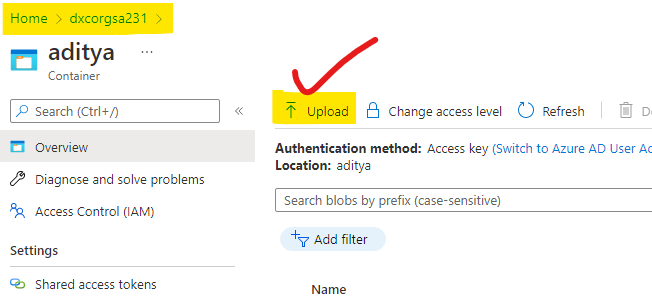 Home > dxcorgsa231 >
aditya ...
Container
Search (Ctrl+/) «
Overview
Diagnose and solve problems
Access Control (IAM)
Settings
Shared access tokens
Upload Change access level Refresh
Authentication method: Access key (Switch to Azure AD User Ac
Location: aditya
Search blobs by prefix (case-sensitive)
Add filter
Name